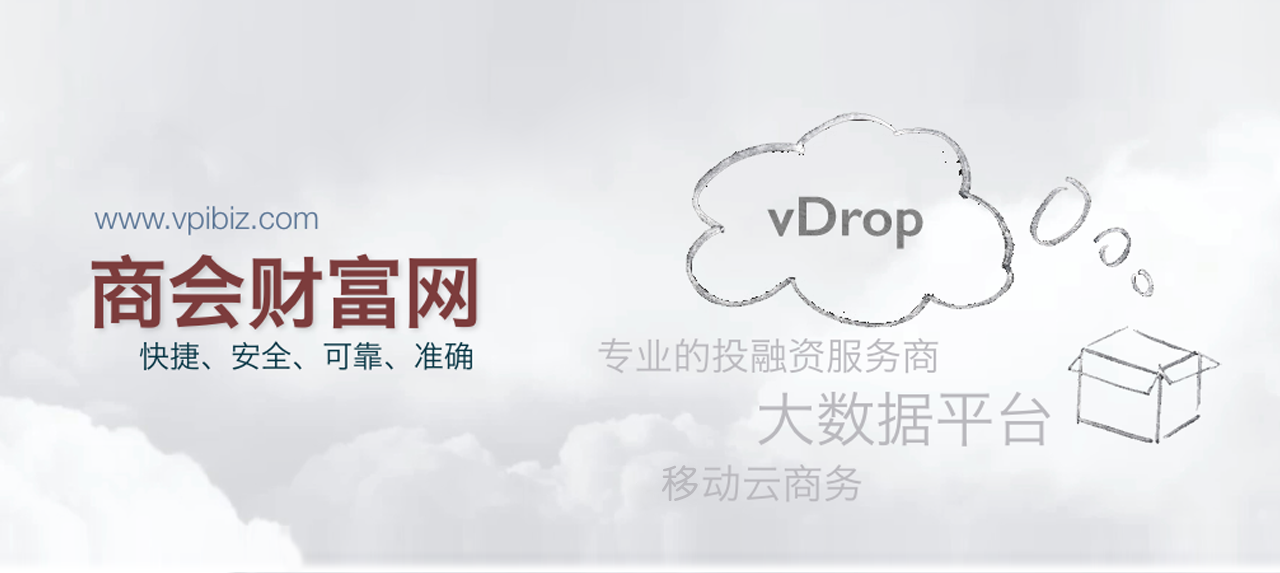 www.vpibiz.com
商会财富网
快捷、安全、可靠、准确
vDrop
专业的投融资服务商
大数据平台
移动云商务